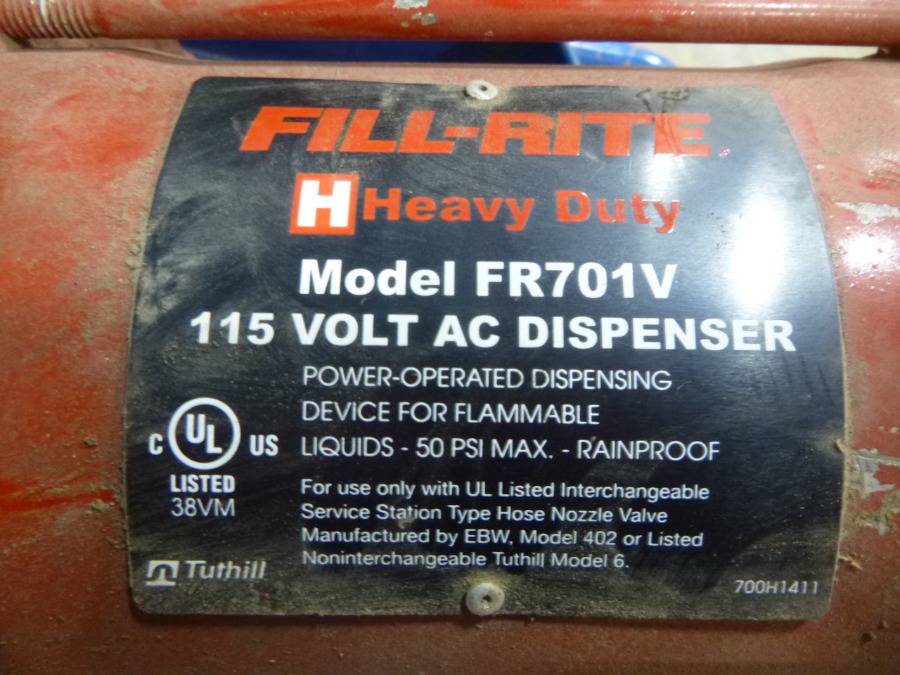 FILL-RITE
H Heavy Duty
Model FR701V
115 VOLT AC DISPENSER
POWER-OPERATED DISPENSING
DEVICE FOR FLAMMABLE
LIQUIDS - 50 PSI MAX. - RAINPROOF
C UL US
LISTED
38VM
For use only with UL Listed Interchangeable
Service Station Type Hose Nozzle Valve
Manufactured by EBW, Model 402 or Listed
Noninterchangeable Tuthill Model 6.
Tuthill
700H1411